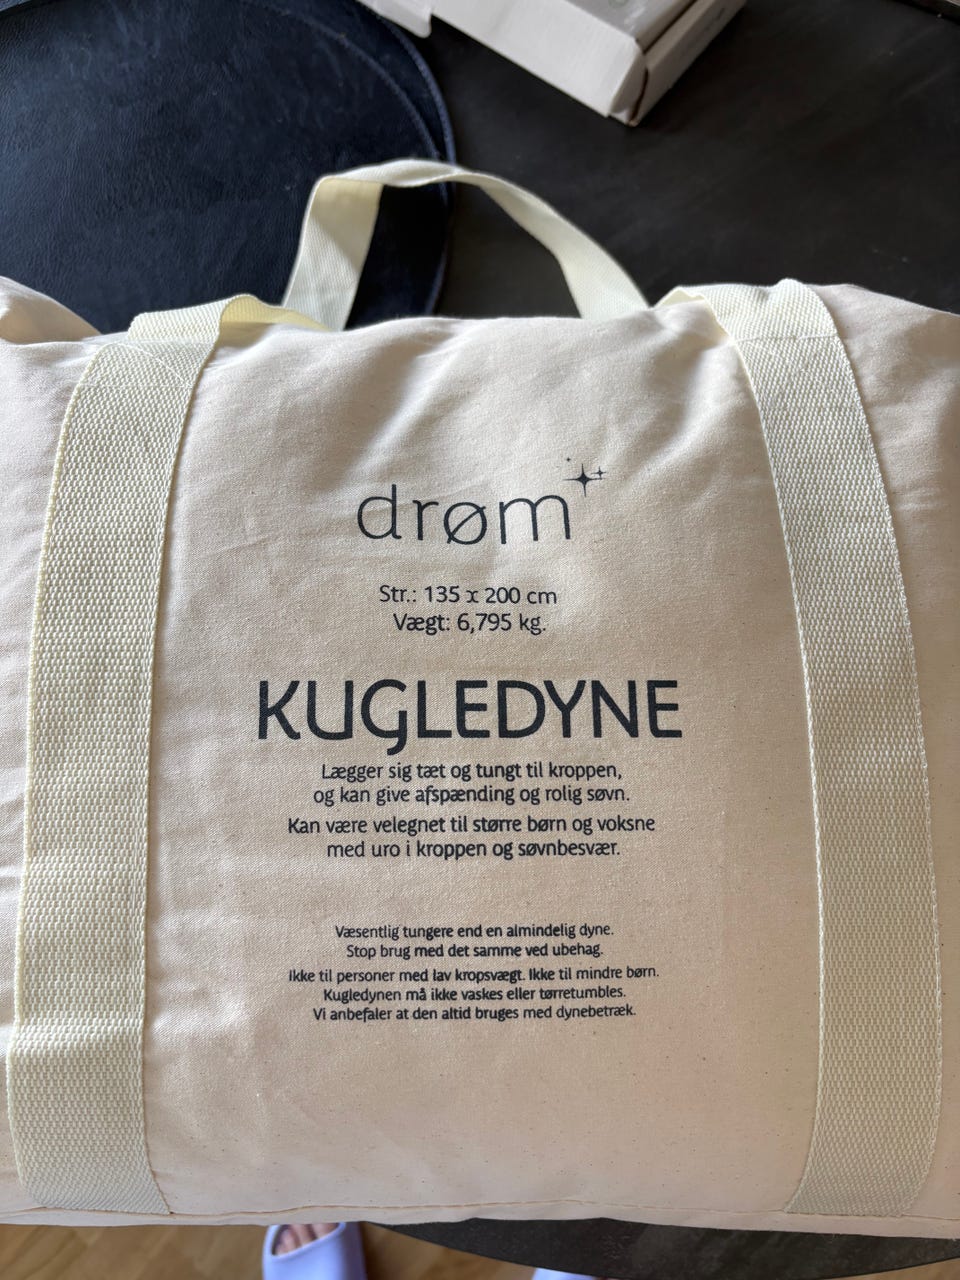 drøm
Str.: 135 x 200 cm
Vægt: 6,795 kg.
KUGLEDYNE
Lægger sig tæt og tungt til kroppen,
og kan give afspænding og rolig søvn.
Kan være velegnet til større børn og voksne
med uro i kroppen og søvnbesvær.
Væsentlig tungere end en almindelig dyne.
Stop brug med det samme ved ubehag.
Ikke til personer med lav kropsvægt. Ikke til mindre børn.
Kugledynen må ikke vaskes eller tørretumbles.
Vi anbefaler at den altid bruges med dynebetræk.